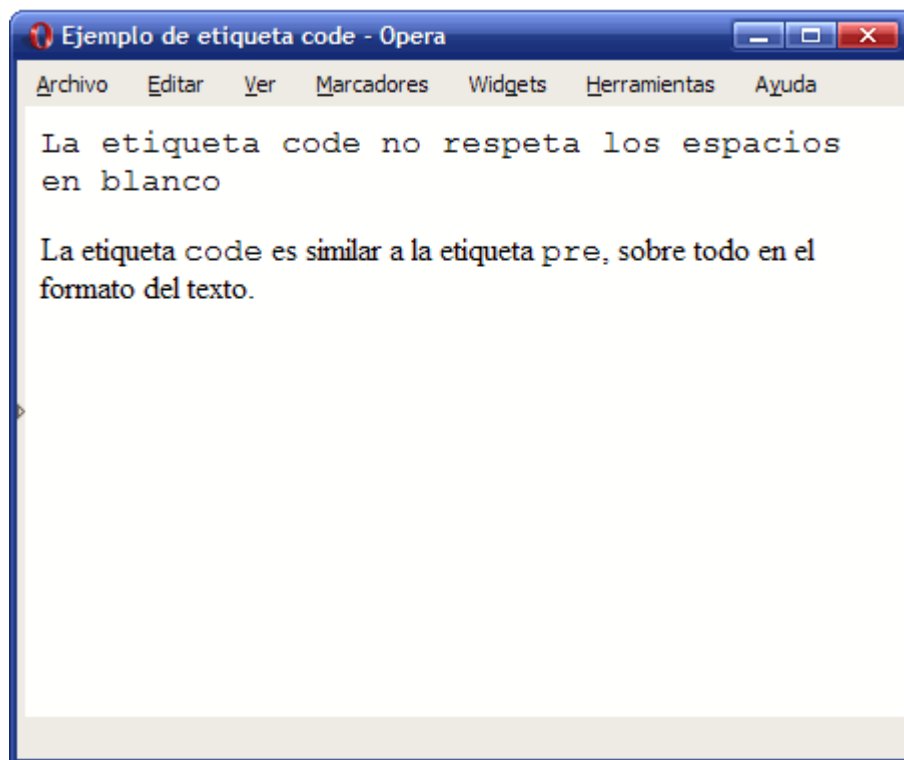 Ejemplo de etiqueta code - Opera
Archivo Editar Ver Marcadores Widgets Herramientas Ayuda
La etiqueta code no respeta los espacios
en blanco
La etiqueta code es similar a la etiqueta pre, sobre todo en el
formato del texto.